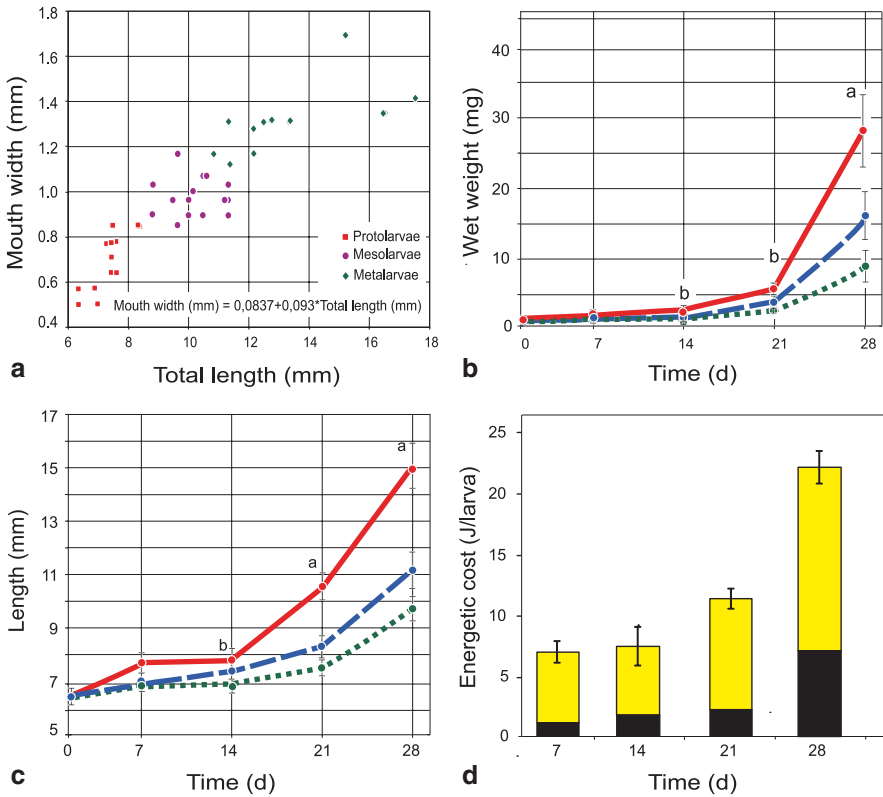 Mouth width (mm)
1.8
1.6
1.4
1.2
1.0
0.8
0.6
0.4
Protolarvae
Mesolarvae
Metalarvae
Mouth width (mm) = 0,0837+0,093*Total length (mm)
6 8 10 12 14 16 18
a Total length (mm)
Wet weight (mg)
40
30
20
10
0
a
b
b
0 7 14 21 28
b Time (d)
Length (mm)
17
15
13
11
9
7
5
a
a
b
0 7 14 21 28
c Time (d)
Energetic cost (J/larva)
25
20
15
10
5
0
7 14 21 28
d Time (d)